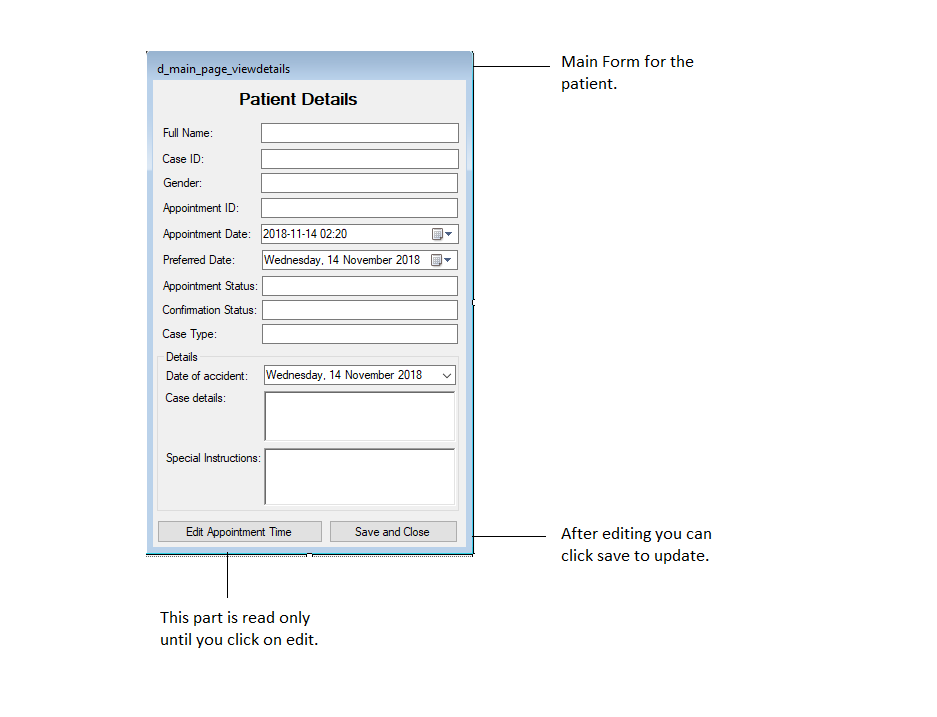 d_main_page_viewdetails
Main Form for the
patient.
Patient Details
Full Name:
Case ID:
Gender:
Appointment ID:
Appointment Date: 2018-11-14 02:20
Preferred Date: Wednesday, 14 November 2018
Appointment Status:
Confirmation Status:
Case Type:
Details
Date of accident: Wednesday, 14 November 2018
Case details:
Special Instructions:
Edit Appointment Time Save and Close
After editing you can
click save to update.
This part is read only
until you click on edit.